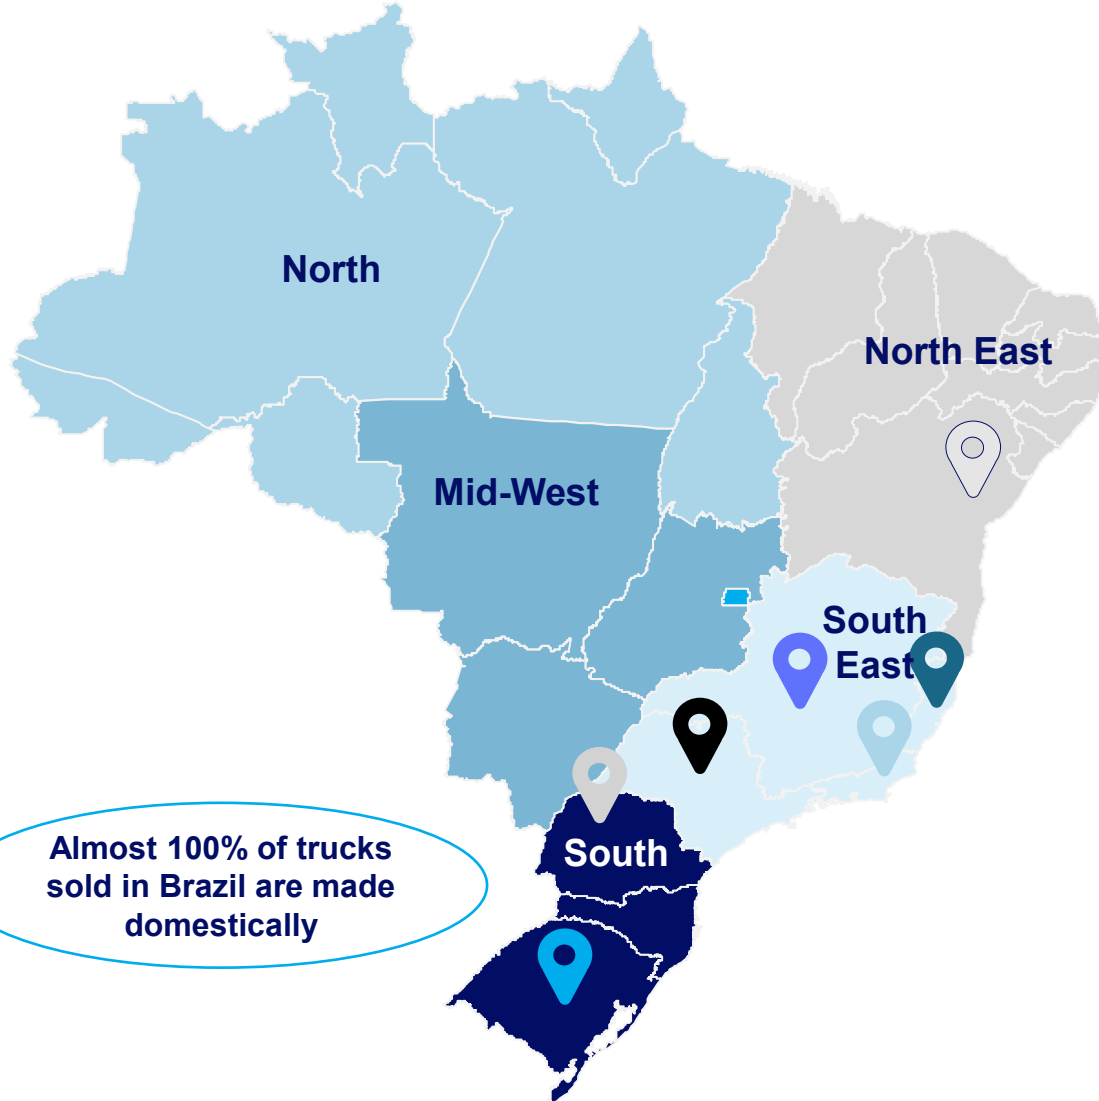 North
North East
Mid-West
South
East
South
Almost 100% of trucks
sold in Brazil are made
domestically